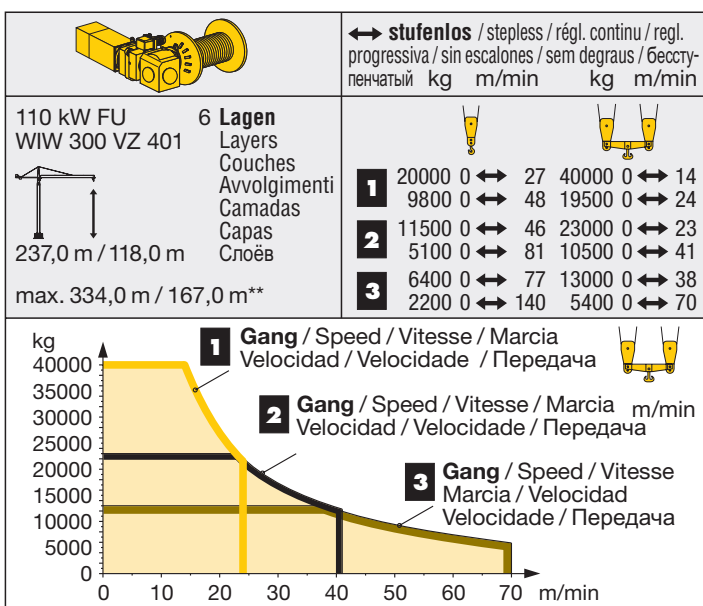 ↔ stufenlos / stepless / régl. continu / regl.
progressiva / sin escalones / sem degraus / бессту-
пенчатый kg m/min kg m/min
110 kW FU
WIW 300 VZ 401
237,0 m / 118,0 m
max. 334,0 m / 167,0 m**
6 Lagen
Layers
Couches
Avvolgimenti
Camadas
Capas
Слоёв
1 20000 0 ↔ 27 40000 0 ↔ 14
9800 0 ↔ 48 19500 0 ↔ 24
2 11500 0 ↔ 46 23000 0 ↔ 23
5100 0 ↔ 81 10500 0 ↔ 41
3 6400 0 ↔ 77 13000 0 ↔ 38
2200 0 ↔ 140 5400 0 ↔ 70
kg
40000
35000
30000
25000
20000
15000
10000
5000
0
1 Gang / Speed / Vitesse / Marcia
Velocidad / Velocidade / Передача
2 Gang / Speed / Vitesse / Marcia
Velocidad / Velocidade / Передача
m/min
3 Gang / Speed / Vitesse
Marcia / Velocidad
Velocidade / Передача
0 10 20 30 40 50 60 70 m/min